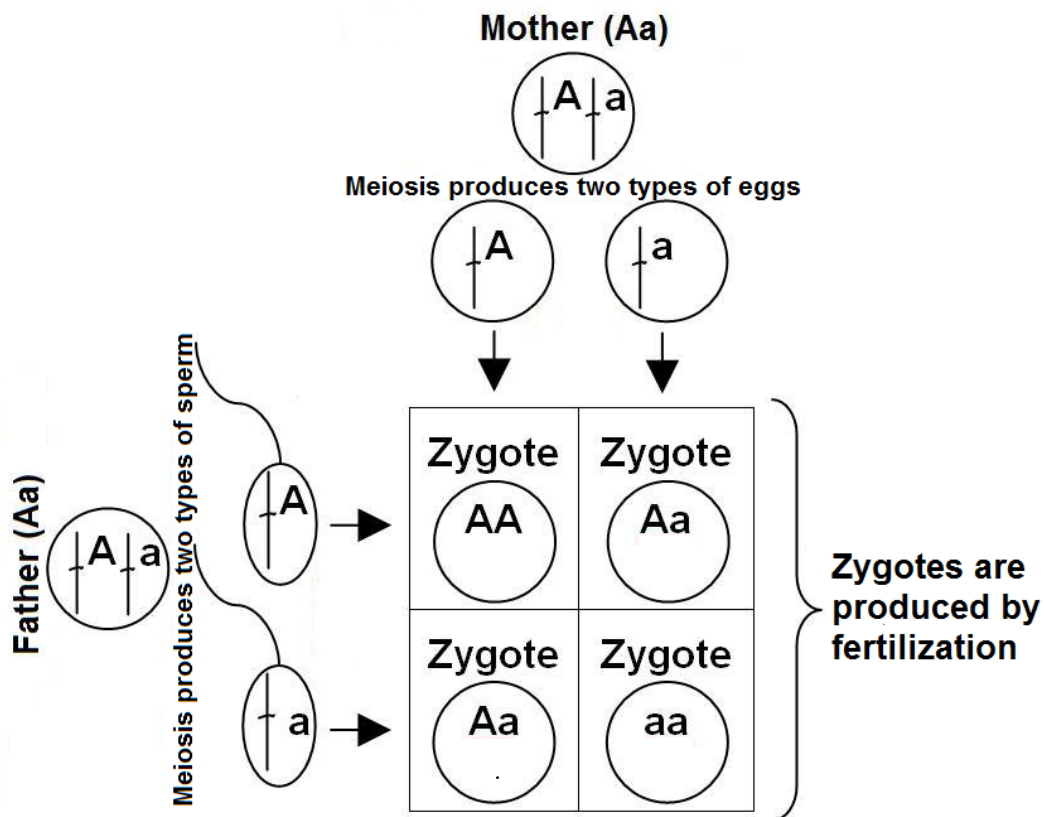 Mother (Aa)
A a
Meiosis produces two types of eggs
A
a
Father (Aa)
A a
Meiosis produces two types of sperm
A
a
Zygote
AA
Zygote
Aa
Zygote
Aa
Zygote
aa
Zygotes are
produced by
fertilization